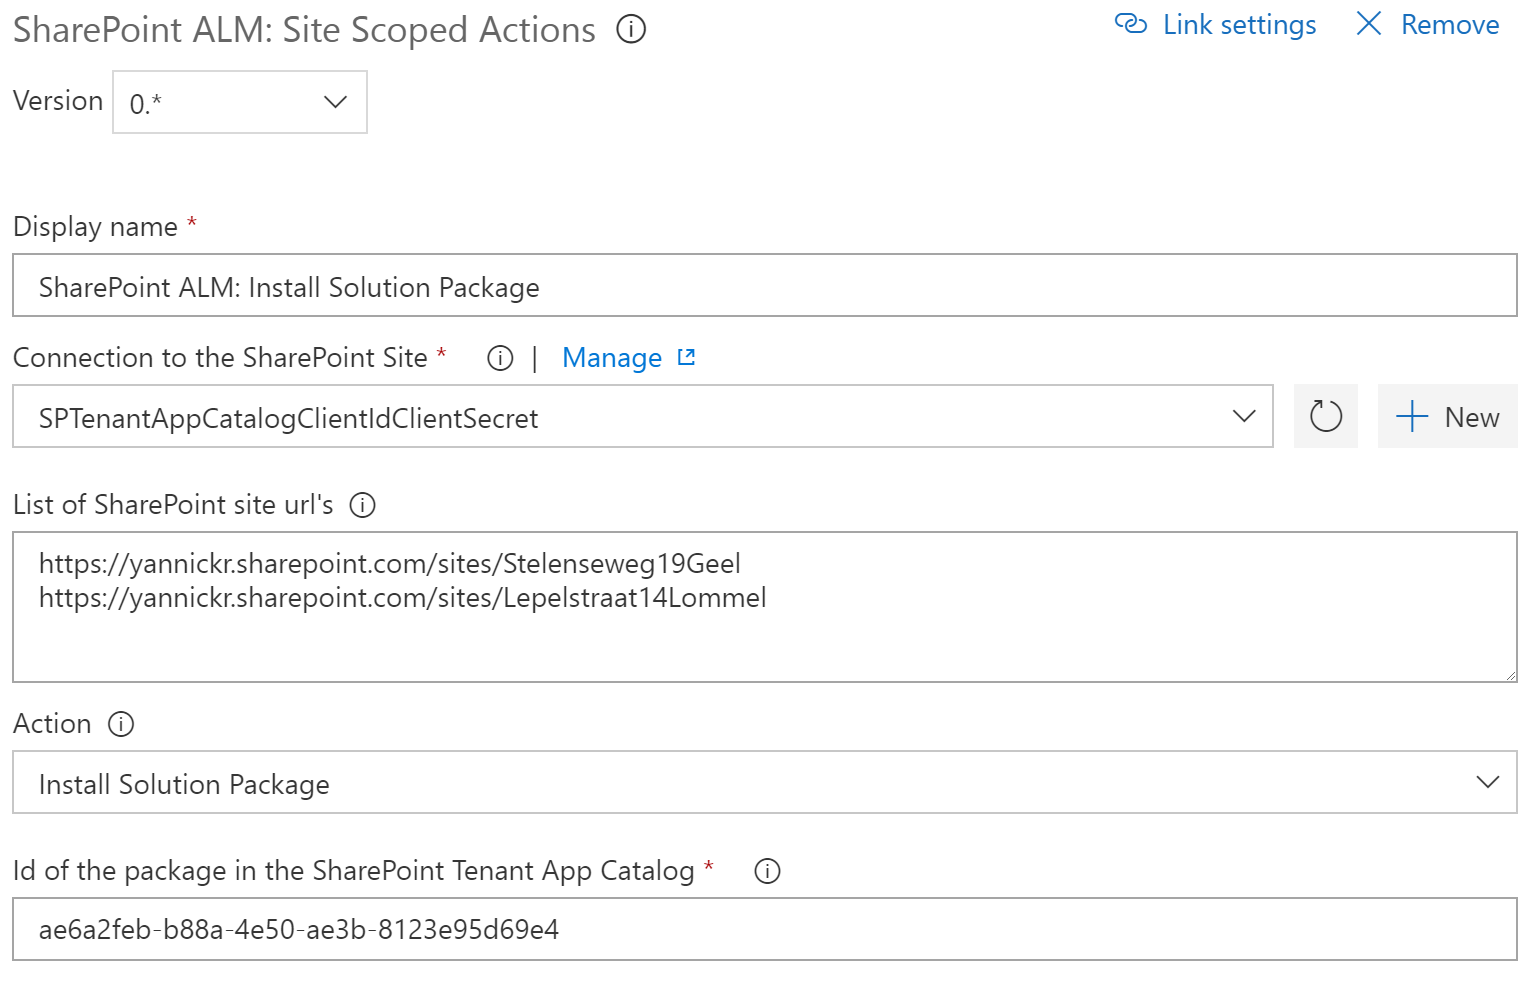 SharePoint ALM: Site Scoped Actions
Link settings
Remove
Version
0.*
Display name *
SharePoint ALM: Install Solution Package
Connection to the SharePoint Site * | Manage
SPTenantAppCatalogClientIdClientSecret
New
List of SharePoint site url's
https://yannickr.sharepoint.com/sites/Stelenseweg19Geel
https://yannickr.sharepoint.com/sites/Lepelstraat14Lommel
Action
Install Solution Package
Id of the package in the SharePoint Tenant App Catalog *
ae6a2feb-b88a-4e50-ae3b-8123e95d69e4